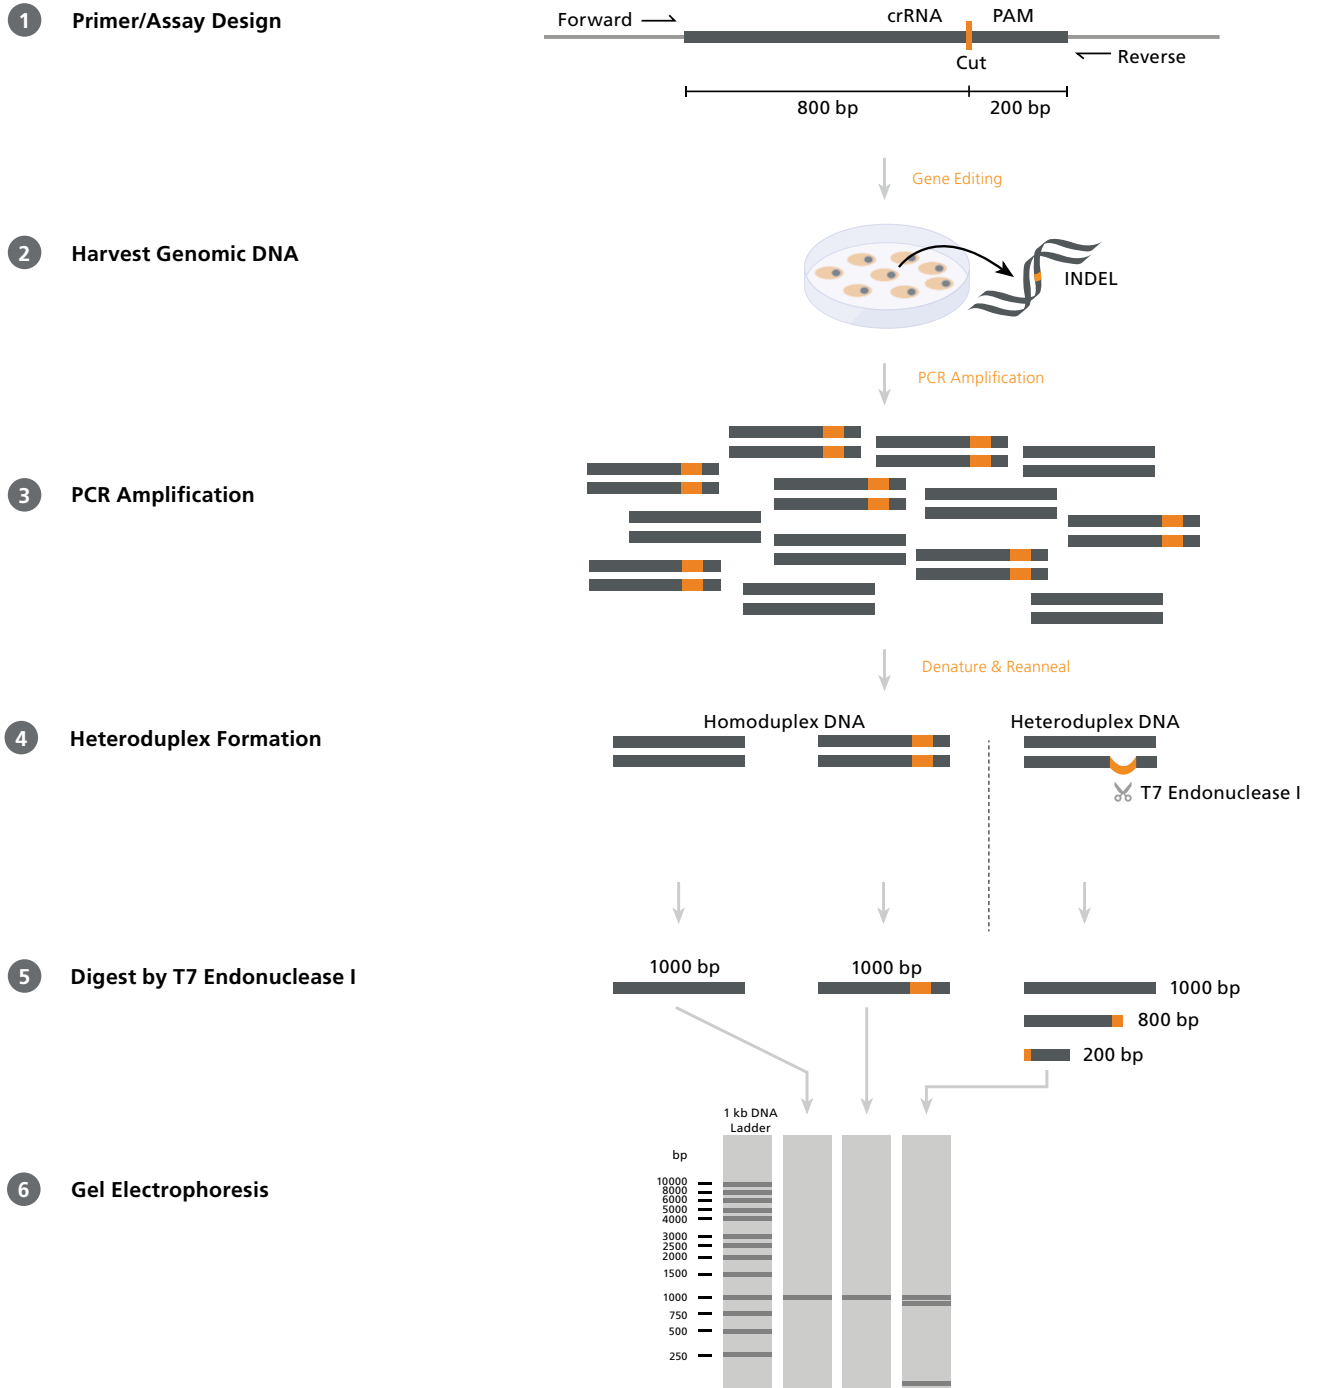 1 Primer/Assay Design
Forward
crRNA PAM
Cut
Reverse
800 bp 200 bp
Gene Editing
2 Harvest Genomic DNA
INDEL
PCR Amplification
3 PCR Amplification
Denature & Reanneal
4 Heteroduplex Formation
Homoduplex DNA
Heteroduplex DNA
T7 Endonuclease I
5 Digest by T7 Endonuclease I
1000 bp
1000 bp
1000 bp
800 bp
200 bp
1 kb DNA
Ladder
6 Gel Electrophoresis
bp
10000
8000
6000
5000
4000
3000
2500
2000
1500
1000
750
500
250